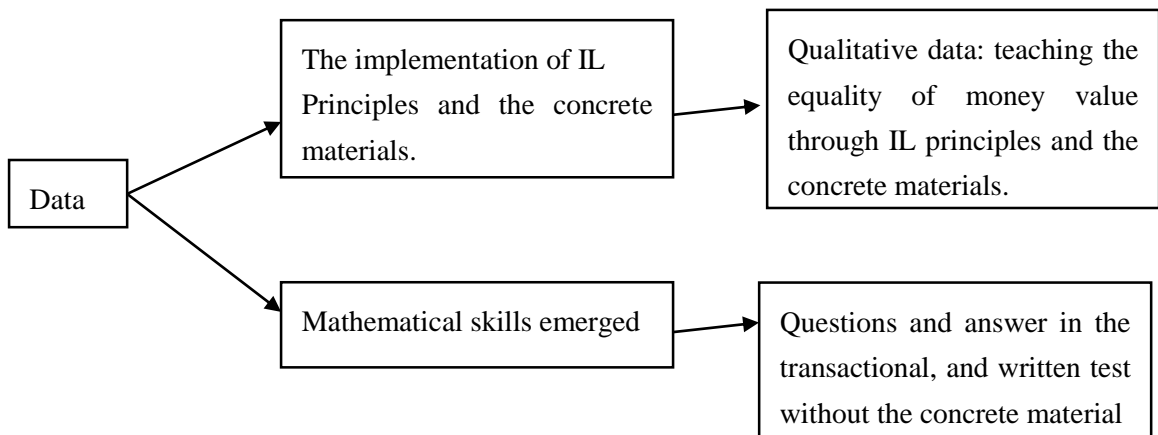 Data
The implementation of IL
Principles and the concrete
materials.
Qualitative data: teaching the
equality of money value
through IL principles and the
concrete materials.
Mathematical skills emerged
Questions and answer in the
transactional, and written test
without the concrete material